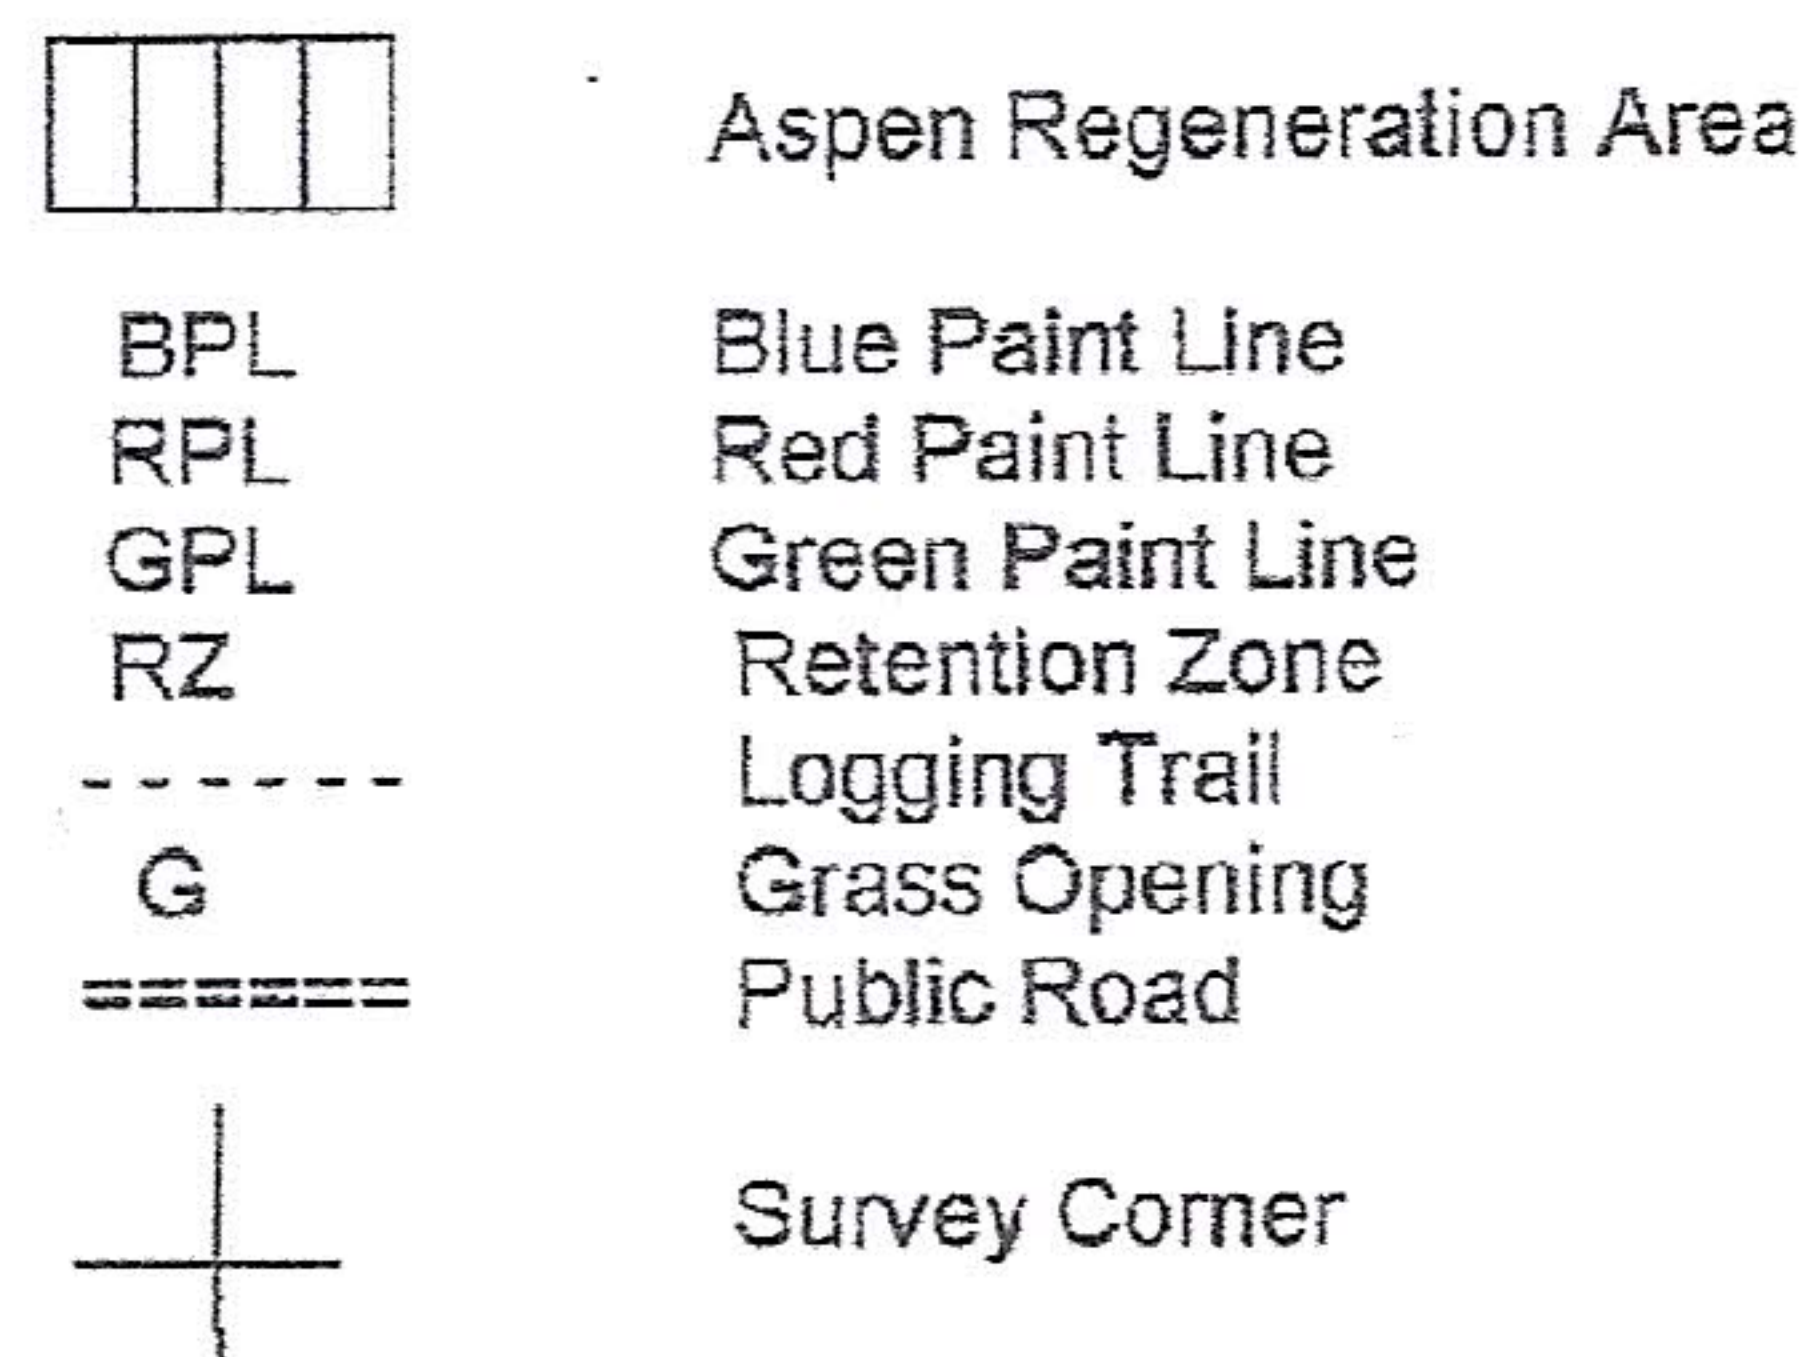 Aspen Regeneration Area
BPL Blue Paint Line
RPL Red Paint Line
GPL Green Paint Line
RZ Retention Zone
Logging Trail
G Grass Opening
Public Road
Survey Corner